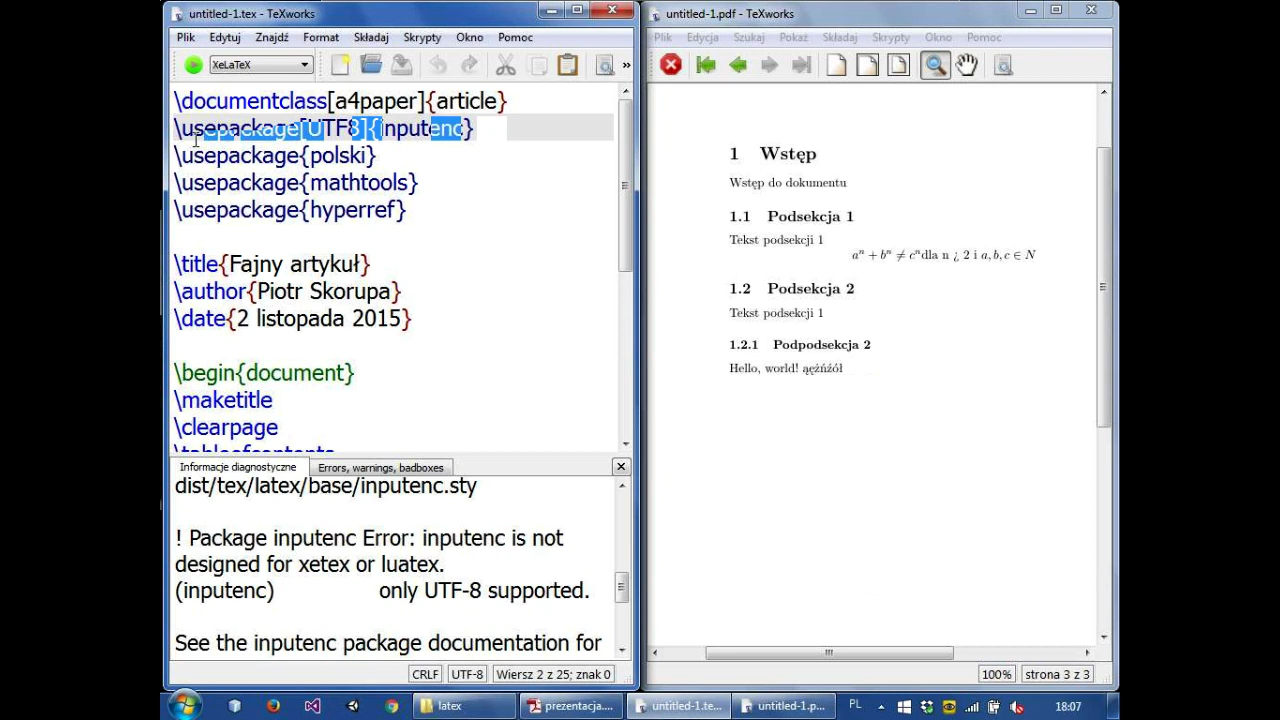 untitled-1.tex - TeXworks
Plik Edytuj Znajdź Format Składaj Skrypty Okno Pomoc
XeLaTeX
»
\documentclass[a4paper]{article}
\usepackage[UTF8]{inputenc}
\usepackage{polski}
\usepackage{mathtools}
\usepackage{hyperref}
\title{Fajny artykuł}
\author{Piotr Skorupa}
\date{2 listopada 2015}
\begin{document}
\maketitle
\clearpage
\tableofcontents
Informacje diagnostyczne Errors, warnings, badboxes
dist/tex/latex/base/inputenc.sty
! Package inputenc Error: inputenc is not
designed for xetex or luatex.
(inputenc) only UTF-8 supported.
See the inputenc package documentation for
CRLF UTF-8 Wiersz 2 z 25; znak 0
untitled-1.pdf - TeXworks
Plik Edycja Szukaj Pokaż Składaj Skrypty Okno Pomoc
1 Wstęp
Wstęp do dokumentu
1.1 Podsekcja 1
Tekst podsekcji 1
aⁿ + bⁿ ≠ cⁿdla n ¿ 2 i a, b, c ∈ N
1.2 Podsekcja 2
Tekst podsekcji 1
1.2.1 Podpodsekcja 2
Hello, world! ąężńźół
100% strona 3 z 3
latex prezentacja.... untitled-1.te... untitled-1.p... PL 18:07